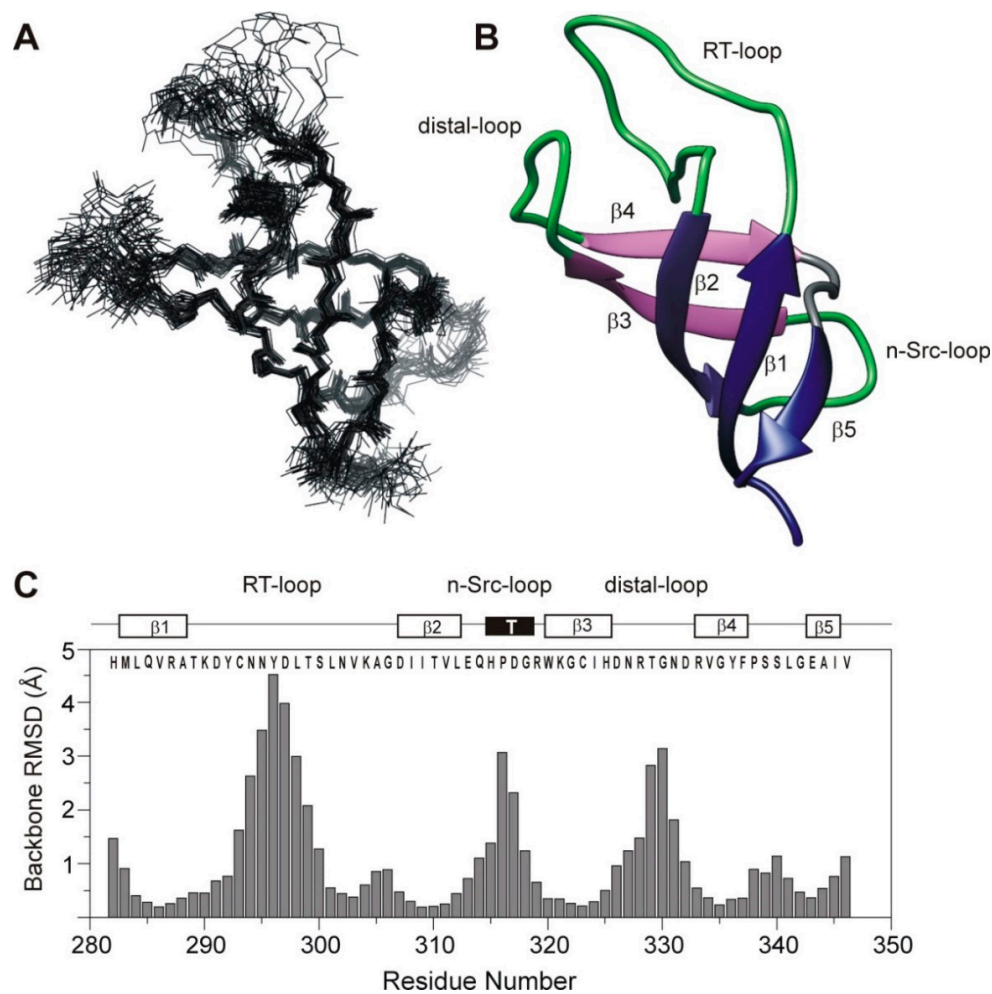 A
B
RT-loop
distal-loop
β4
β2
β3
β1
n-Src-loop
β5
C
RT-loop n-Src-loop distal-loop
β1 β2 T β3 β4 β5
HMLQVRATKDYCNNYDLTSLNVKAGDIITVLEQHPDGRWKGCIHDNRTGNDRVGYFPSSLGEAIV
Backbone RMSD (Å)
5
4
3
2
1
280 290 300 310 320 330 340 350
Residue Number